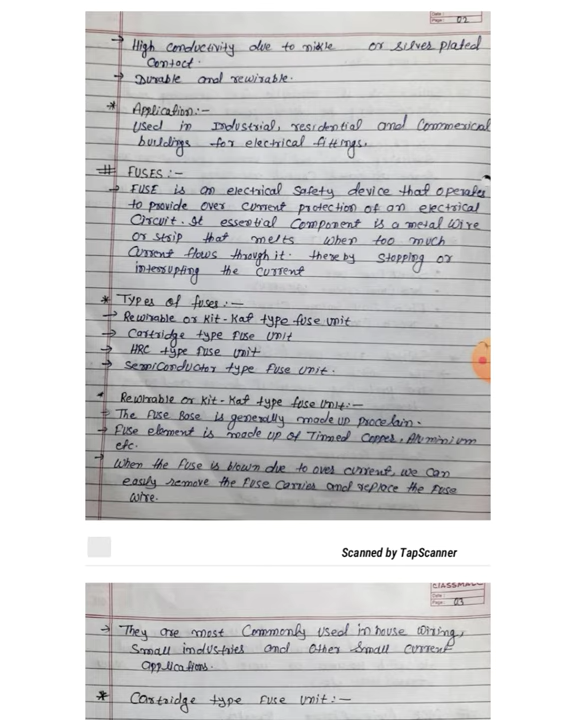 Date :
Page : 02
→ High conductivity due to nikle or silver plated
Contact.
→ Durable and rewirable.
* Application:-
Used in Industrial, residential and Commerical
buildings for electrical fittings.
# FUSES :-
→ FUSE is an electrical safety device that operates
to provide over current protection of an electrical
Circuit. It essential Component is a metal wire
or strip that melts when too much
Current flows through it. thereby stopping or
interrupting the current
* Types of fuses :-
→ Rewirable or Kit-Kat type fuse unit
→ Cartridge type fuse unit
→ HRC type fuse unit
→ Semiconductor type fuse unit.
• Rewirable or Kit-Kat type fuse unit:-
→ The Fuse Base is generally made up procelain.
→ Fuse element is made up of Tinned Copper, Aluminium
etc.
→ When the fuse is blown due to over current, we can
easily remove the fuse Carrier and replace the fuse
wire.
Scanned by TapScanner
CLASSMATE
Date :
Page : 03
→ They are most Commonly used in house wiring,
Small industries and other Small current
applications.
* Cartridge type fuse unit :-